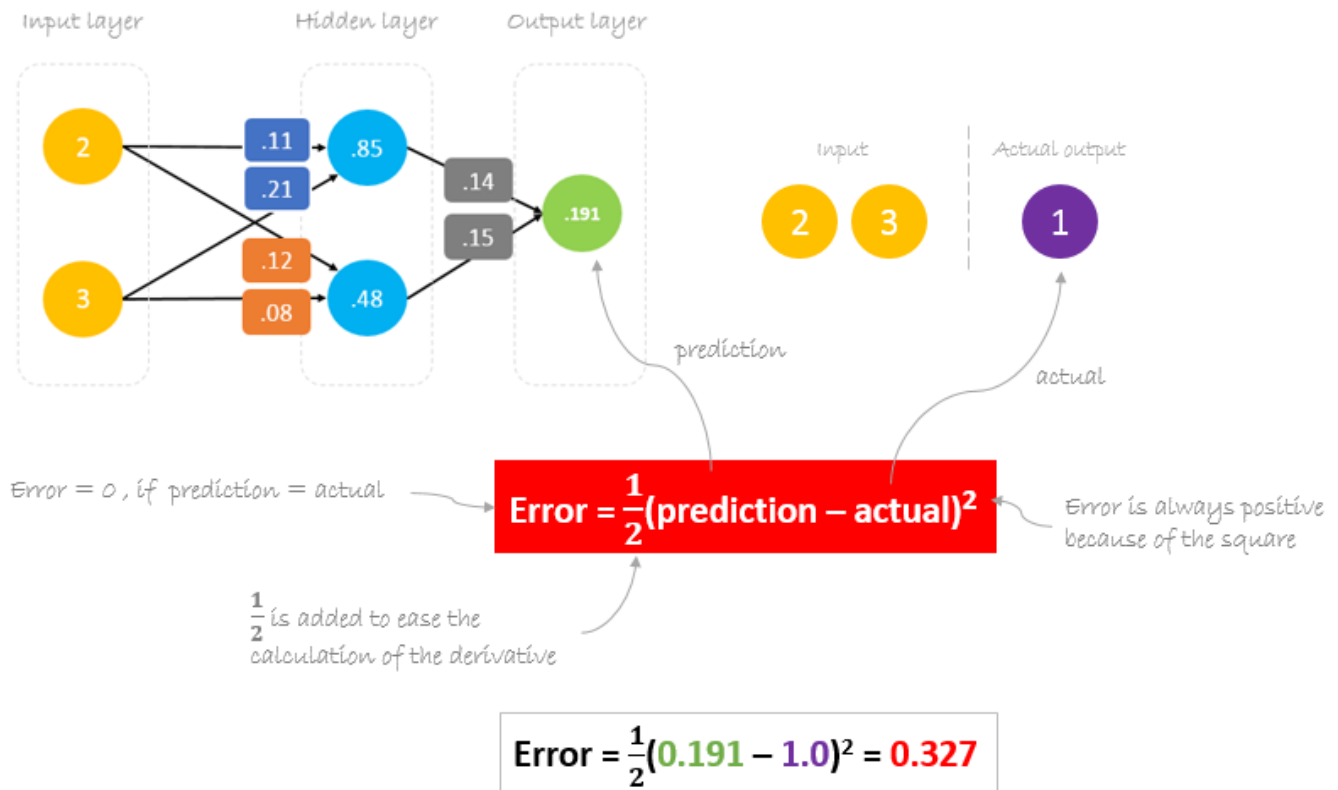 Input layer
Hidden layer
Output layer
2
.11
.85
.21
.14
.191
.15
.12
3
.08
.48
Input
Actual output
2
3
1
prediction
actual
Error = 0 , if prediction = actual
Error = 1/2(prediction – actual)²
Error is always positive
because of the square
1/2 is added to ease the
calculation of the derivative
Error = 1/2(0.191 – 1.0)² = 0.327